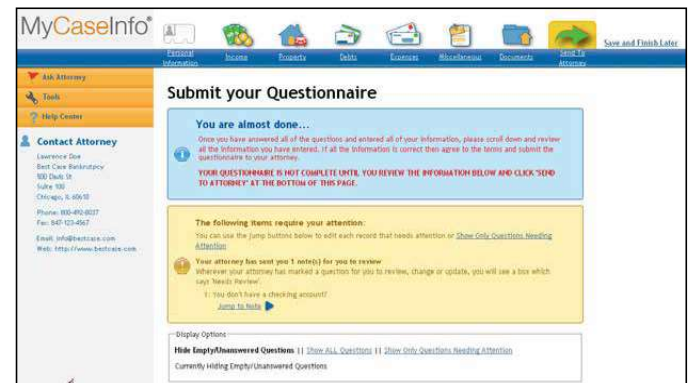 MyCaseInfo®
Personal Information
Income
Property
Debts
Expenses
Miscellaneous
Documents
Send To Attorney
Save and Finish Later
Ask Attorney
Tools
Help Center
Contact Attorney
Lawrence Doe
Best Case Bankruptcy
500 Davis St
Suite 100
Chicago, IL 60610
Phone: 800-492-8037
Fax: 847-123-4567
Email: info@bestcase.com
Web: http://www.bestcase.com
Submit your Questionnaire
You are almost done...
Once you have answered all of the questions and entered all of your information, please scroll down and review
all the information you have entered. If all the information is correct then agree to the terms and submit the
questionnaire to your attorney.
YOUR QUESTIONNAIRE IS NOT COMPLETE UNTIL YOU REVIEW THE INFORMATION BELOW AND CLICK 'SEND
TO ATTORNEY' AT THE BOTTOM OF THIS PAGE.
The following items require your attention:
You can use the jump buttons below to edit each record that needs attention or Show Only Questions Needing
Attention
Your attorney has sent you 1 note(s) for you to review
Wherever your attorney has marked a question for you to review, change or update, you will see a box which
says 'Needs Review'.
1: You don't have a checking account?
Jump to Note
Display Options
Hide Empty/Unanswered Questions || Show ALL Questions || Show Only Questions Needing Attention
Currently Hiding Empty/Unanswered Questions